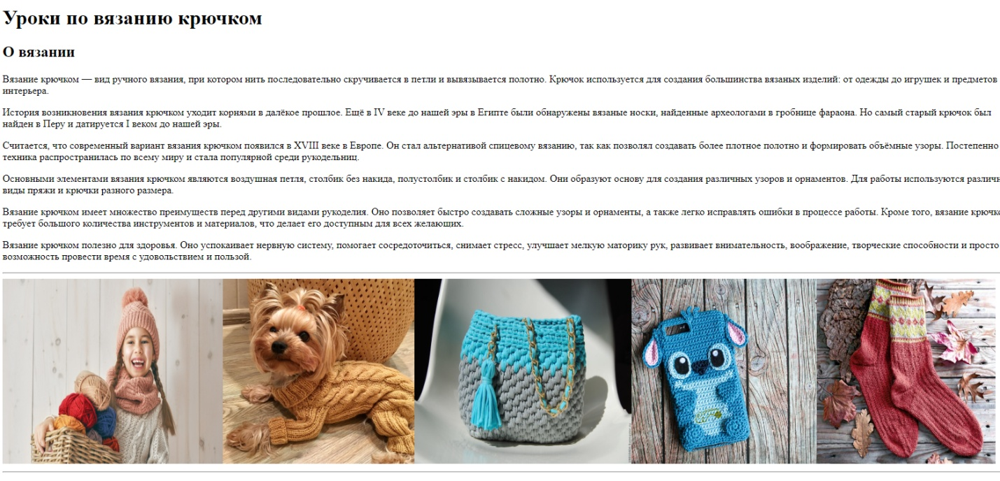 Уроки по вязанию крючком
О вязании
Вязание крючком — вид ручного вязания, при котором нить последовательно скручивается в петли и вывязывается полотно. Крючок используется для создания большинства вязаных изделий: от одежды до игрушек и предметов
интерьера.
История возникновения вязания крючком уходит корнями в далёкое прошлое. Ещё в IV веке до нашей эры в Египте были обнаружены вязаные носки, найденные археологами в гробнице фараона. Но самый старый крючок был
найден в Перу и датируется I веком до нашей эры.
Считается, что современный вариант вязания крючком появился в XVIII веке в Европе. Он стал альтернативой спицевому вязанию, так как позволял создавать более плотное полотно и формировать объёмные узоры. Постепенно
техника распространилась по всему миру и стала популярной среди рукодельниц.
Основными элементами вязания крючком являются воздушная петля, столбик без накида, полустолбик и столбик с накидом. Они образуют основу для создания различных узоров и орнаментов. Для работы используются
виды пряжи и крючки разного размера.
Вязание крючком имеет множество преимуществ перед другими видами рукоделия. Оно позволяет быстро создавать сложные узоры и орнаменты, а также легко исправлять ошибки в процессе работы. Кроме того, вязание
требует большого количества инструментов и материалов, что делает его доступным для всех желающих.
Вязание крючком полезно для здоровья. Оно успокаивает нервную систему, помогает сосредоточиться, снимает стресс, улучшает мелкую маторику рук, развивает внимательность, воображение, творческие способности и просто
возможность провести время с удовольствием и пользой.